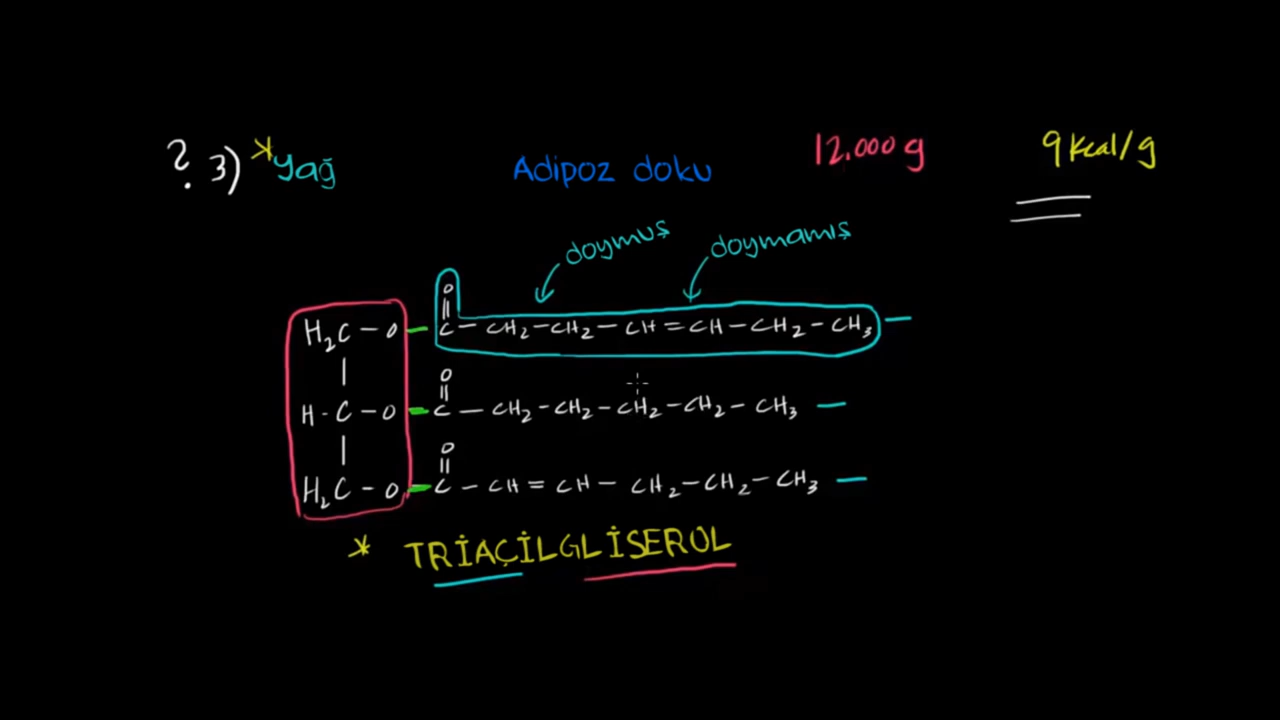 ? 3) *yağ Adipoz doku 12.000 g 9 kcal/g
doymuş doymamış
O
||
H₂C – O – C – CH₂ – CH₂ – CH = CH – CH₂ – CH₃ –
|
O
||
H · C – O – C – CH₂ – CH₂ – CH₂ – CH₂ – CH₃ –
|
O
||
H₂C – O – C – CH = CH – CH₂ – CH₂ – CH₃ –
* TRİAÇİLGLİSEROL